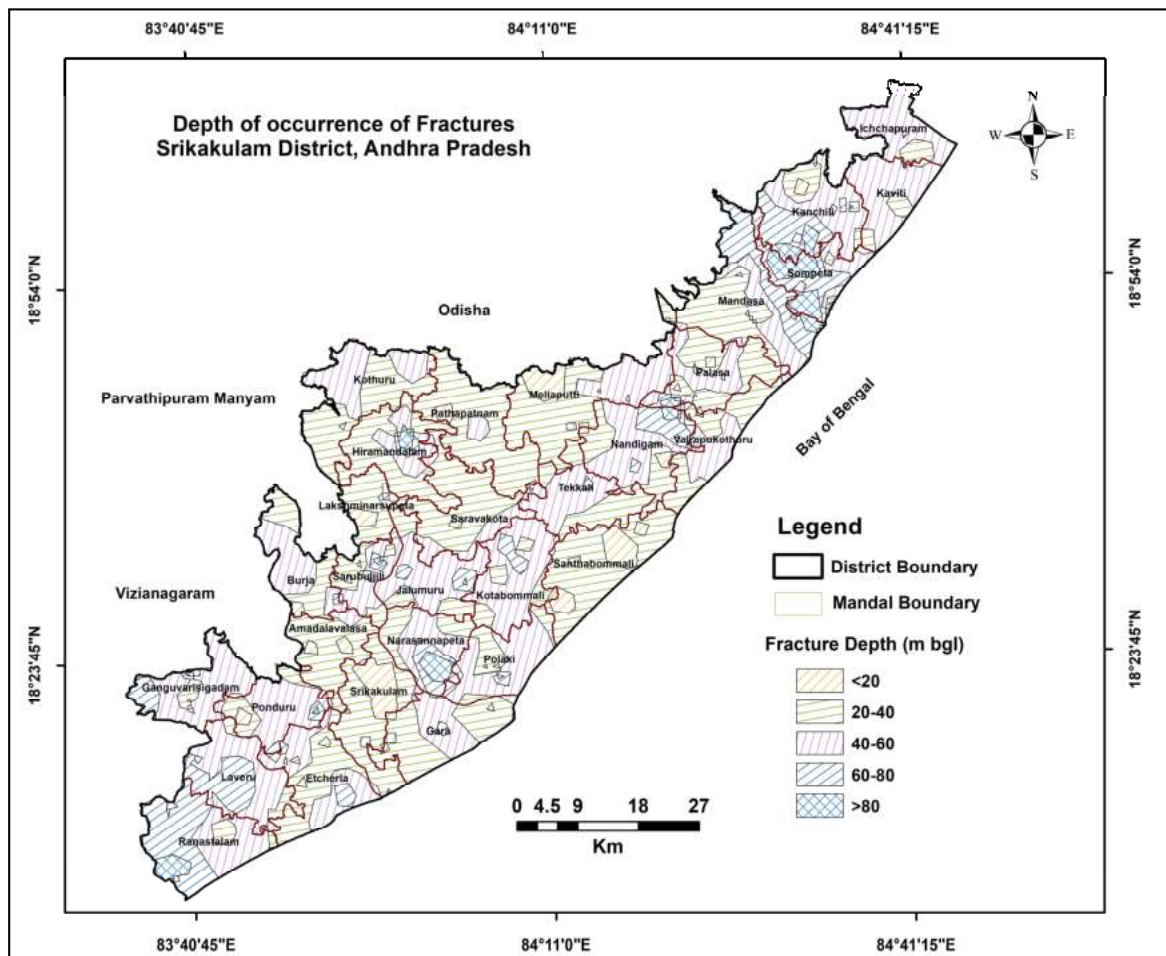 83°40'45"E
84°11'0"E
84°41'15"E
Depth of occurrence of Fractures
Srikakulam District, Andhra Pradesh
N
W
E
S
Ichchapuram
Kaviti
Kanchili
18°54'0"N
18°54'0"N
Sompeta
Mandasa
Odisha
Palasa
Kothuru
Parvathipuram Manyam
Meliaputti
Pathapatnam
Bay of Bengal
Hiramandalam
Nandigam
Vajrapukothuru
Tekkali
Lakshminarsupeta
Saravakota
Legend
District Boundary
Santhabommali
Sarubujjili
Burja
Jalumuru
Kotabommali
Mandal Boundary
Vizianagaram
Amadalavalasa
Narasannapeta
Fracture Depth (m bgl)
18°23'45"N
18°23'45"N
Polaki
<20
Ganguvarisigadam
Srikakulam
Ponduru
20-40
Gara
40-60
Laveru
Etcherla
60-80
0 4.5 9 18 27
>80
Km
Ranastalam
83°40'45"E
84°11'0"E
84°41'15"E